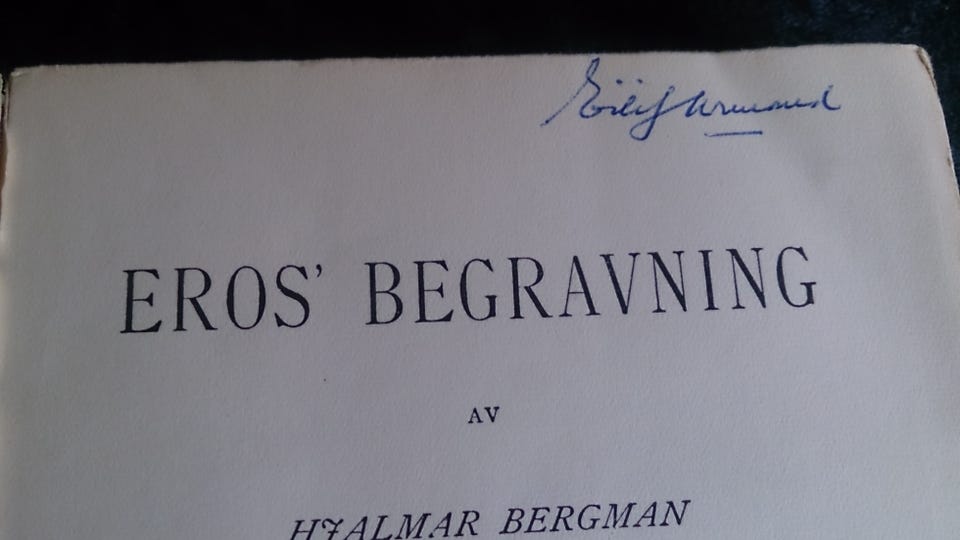 EROS' BEGRAVNING
AV
HJALMAR BERGMAN